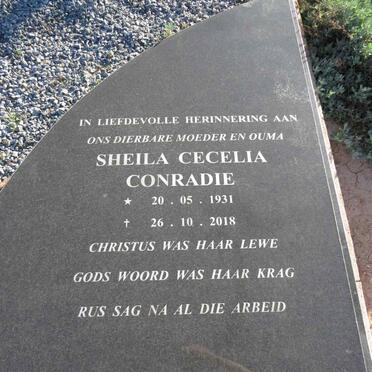 IN LIEFDEVOLLE HERINNERING AAN
ONS DIERBARE MOEDER EN OUMA
SHEILA CECELIA
CONRADIE
★ 20 . 05 . 1931
† 26 . 10 . 2018
CHRISTUS WAS HAAR LEWE
GODS WOORD WAS HAAR KRAG
RUS SAG NA AL DIE ARBEID